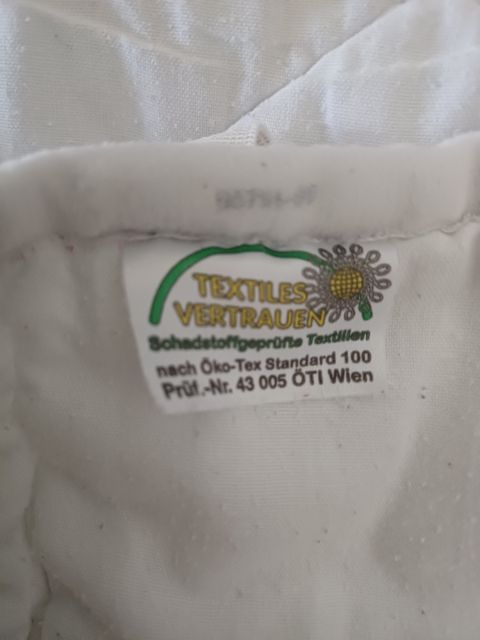 TEXTILES
VERTRAUEN
Schadstoffgeprüfte Textilien
nach Öko-Tex Standard 100
Prüf.-Nr. 43 005 ÖTI Wien